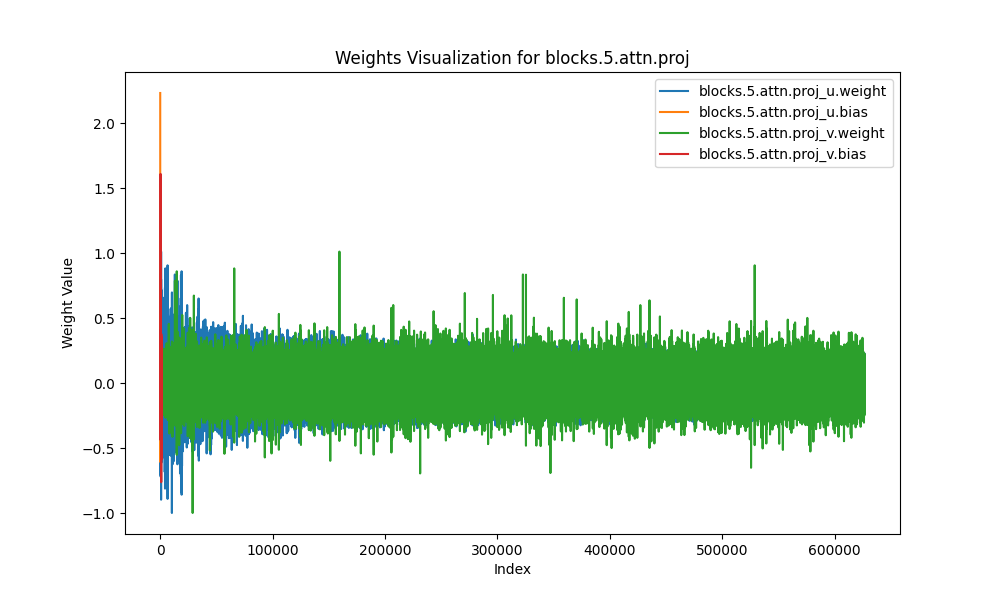 Weights Visualization for blocks.5.attn.proj
blocks.5.attn.proj_u.weight
blocks.5.attn.proj_u.bias
blocks.5.attn.proj_v.weight
blocks.5.attn.proj_v.bias
Weight Value
2.0
1.5
1.0
0.5
0.0
−0.5
−1.0
0 100000 200000 300000 400000 500000 600000
Index